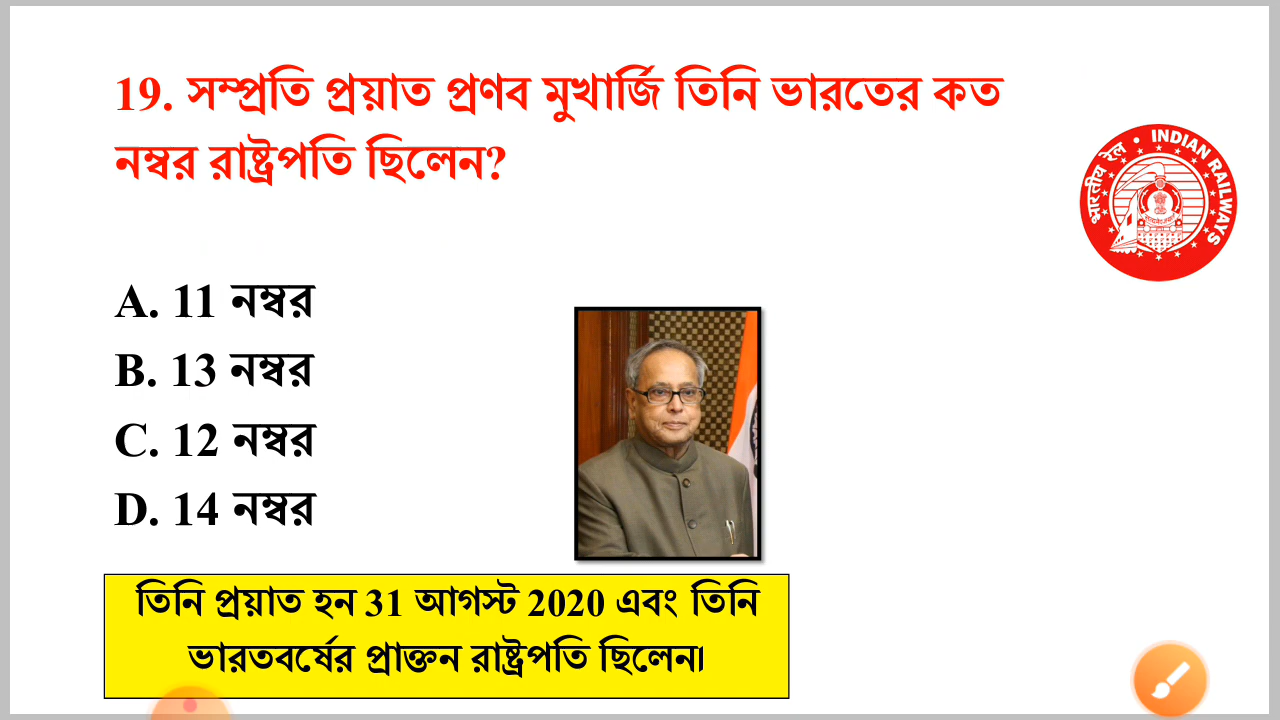 19. সম্প্রতি প্রয়াত প্রণব মুখার্জি তিনি ভারতের কত
নম্বর রাষ্ট্রপতি ছিলেন?
भारतीय रेल • INDIAN RAILWAYS
A. 11 নম্বর
B. 13 নম্বর
C. 12 নম্বর
D. 14 নম্বর
তিনি প্রয়াত হন 31 আগস্ট 2020 এবং তিনি
ভারতবর্ষের প্রাক্তন রাষ্ট্রপতি ছিলেন।